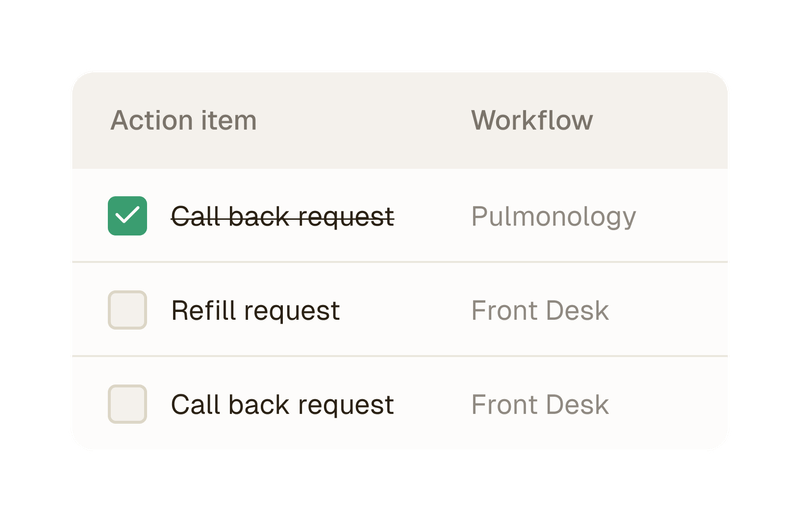 Action item Workflow
Call back request Pulmonology
Refill request Front Desk
Call back request Front Desk